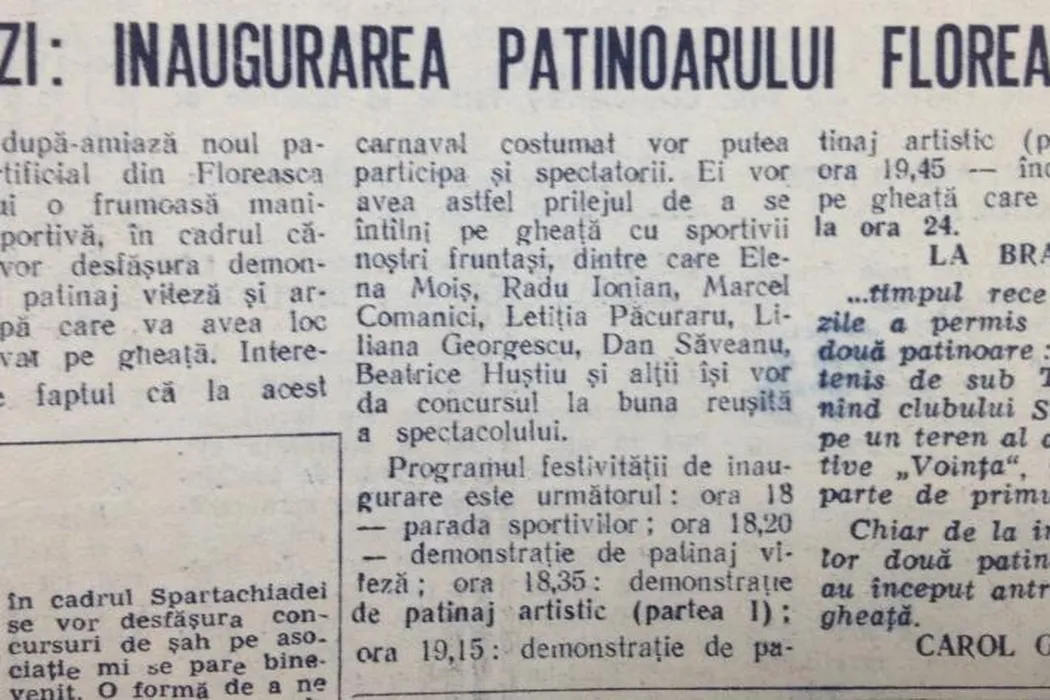 ZI: INAUGURAREA PATINOARULUI FLOREA
după-amiază noul pa-
tificial din Floreasca
o frumoasă mani-
portivă, în cadrul că-
vor desfășura demon-
patinaj viteză și ar-
pă care va avea loc
pe gheață. Intere-
faptul că la acest
în cadrul Spartachiadei
se vor desfășura con-
cursuri de șah pe aso-
ciație mi se pare bine-
venit. O formă de a ne
carnaval costumat vor putea
participa și spectatorii. Ei vor
avea astfel prilejul de a se
întîlni pe gheață cu sportivii
noștri fruntași, dintre care Ele-
na Moiș, Radu Ionian, Marcel
Comanici, Letiția Păcuraru, Li-
liana Georgescu, Dan Săveanu,
Beatrice Huștiu și alții își vor
da concursul la buna reușită
a spectacolului.
Programul festivității de inau-
gurare este următorul: ora 18
— parada sportivilor; ora 18,20
— demonstrație de patinaj vi-
teză; ora 18,35: demonstrație
de patinaj artistic (partea I);
ora 19,15: demonstrație de pa-
tinaj artistic (p
ora 19,45 — înc
pe gheață care
la ora 24.
LA BRA
...timpul rece
zile a permis
două patinoare:
tenis de sub T
nind clubului S
pe un teren al
tive „Voința“,
parte de primu
Chiar de la în
lor două patin
au început antr
gheață.
CAROL G